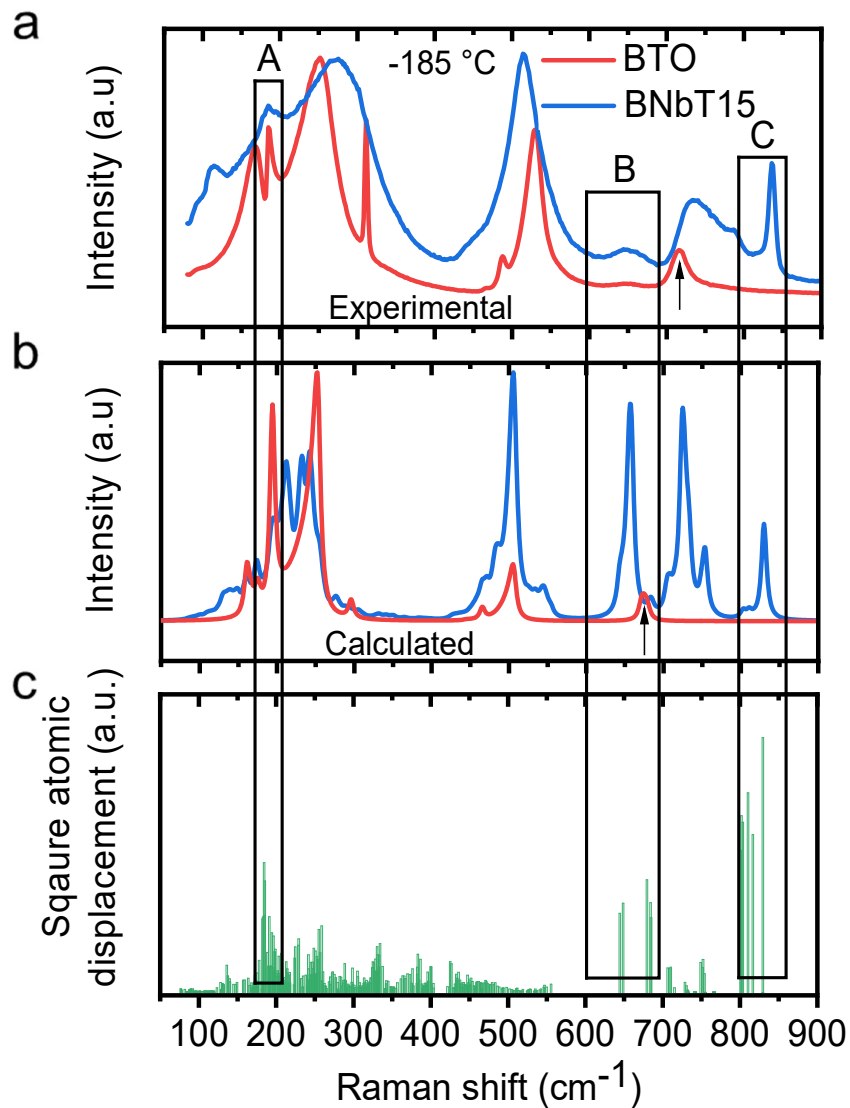 a
A
-185 °C
BTO
BNbT15
B
C
Intensity (a.u)
Experimental
b
Intensity (a.u)
Calculated
c
Sqaure atomic
displacement (a.u.)
100 200 300 400 500 600 700 800 900
Raman shift (cm-1)